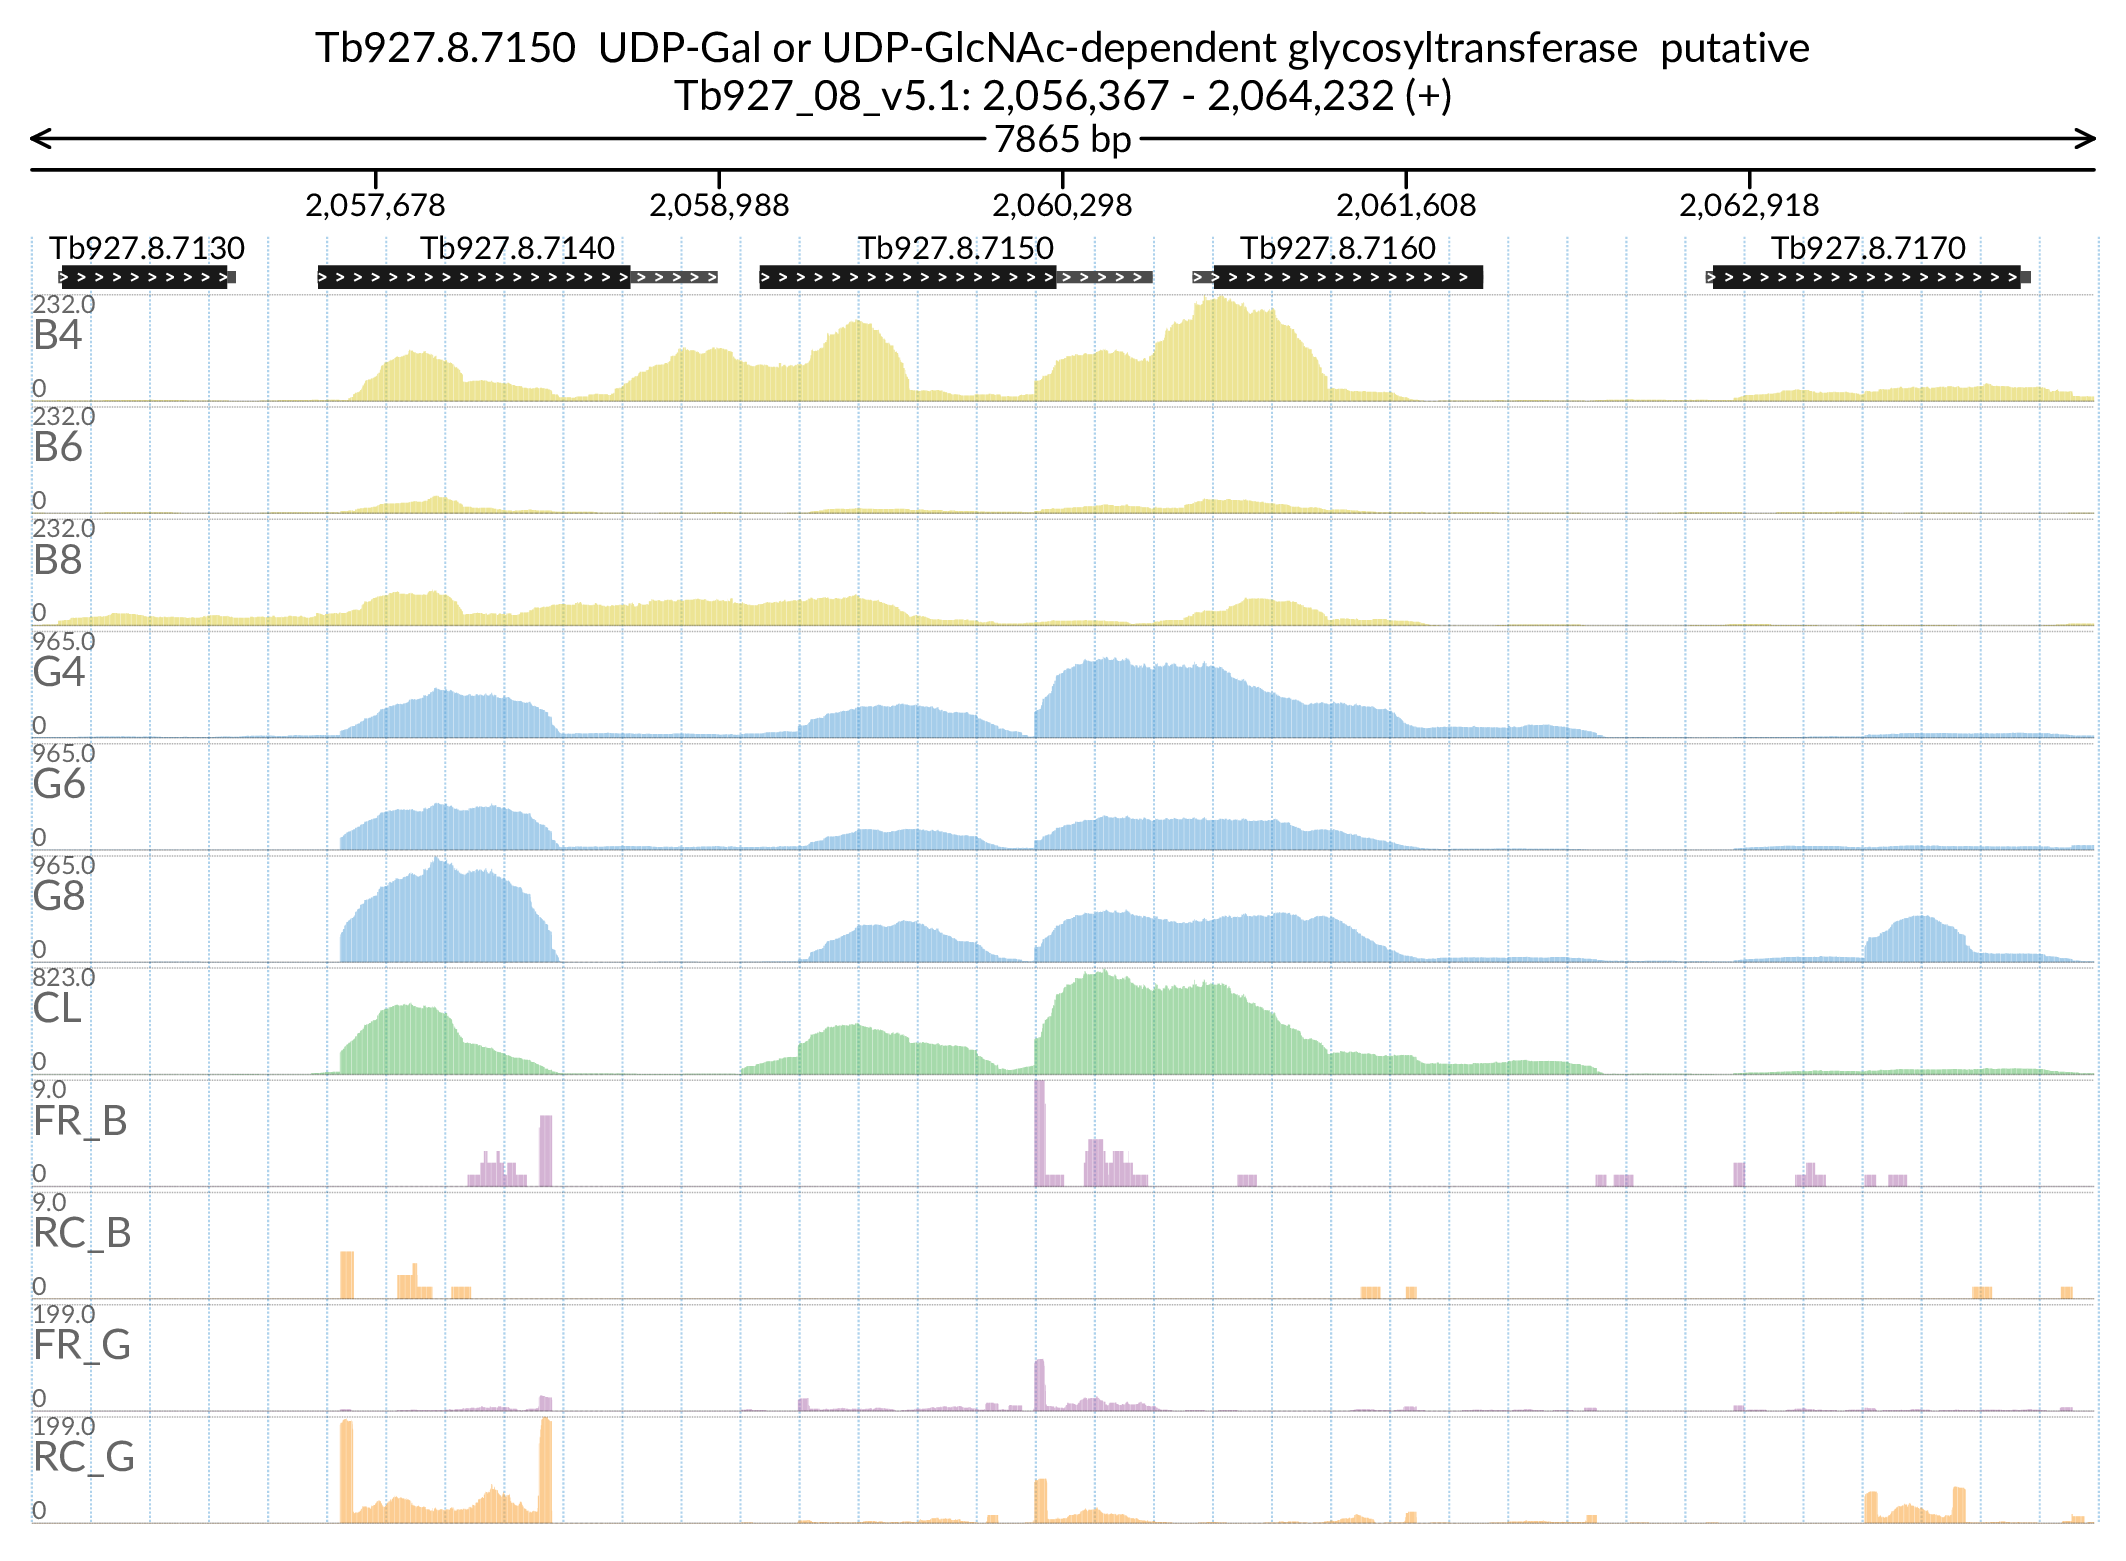 Tb927.8.7150  UDP-Gal or UDP-GlcNAc-dependent glycosyltransferase  putative
Tb927_08_v5.1: 2,056,367 - 2,064,232 (+)
7865 bp
2,057,678 2,058,988 2,060,298 2,061,608 2,062,918
Tb927.8.7130 Tb927.8.7140 Tb927.8.7150 Tb927.8.7160 Tb927.8.7170
232.0
B4
0
232.0
B6
0
232.0
B8
0
965.0
G4
0
965.0
G6
0
965.0
G8
0
823.0
CL
0
9.0
FR_B
0
9.0
RC_B
0
199.0
FR_G
0
199.0
RC_G
0